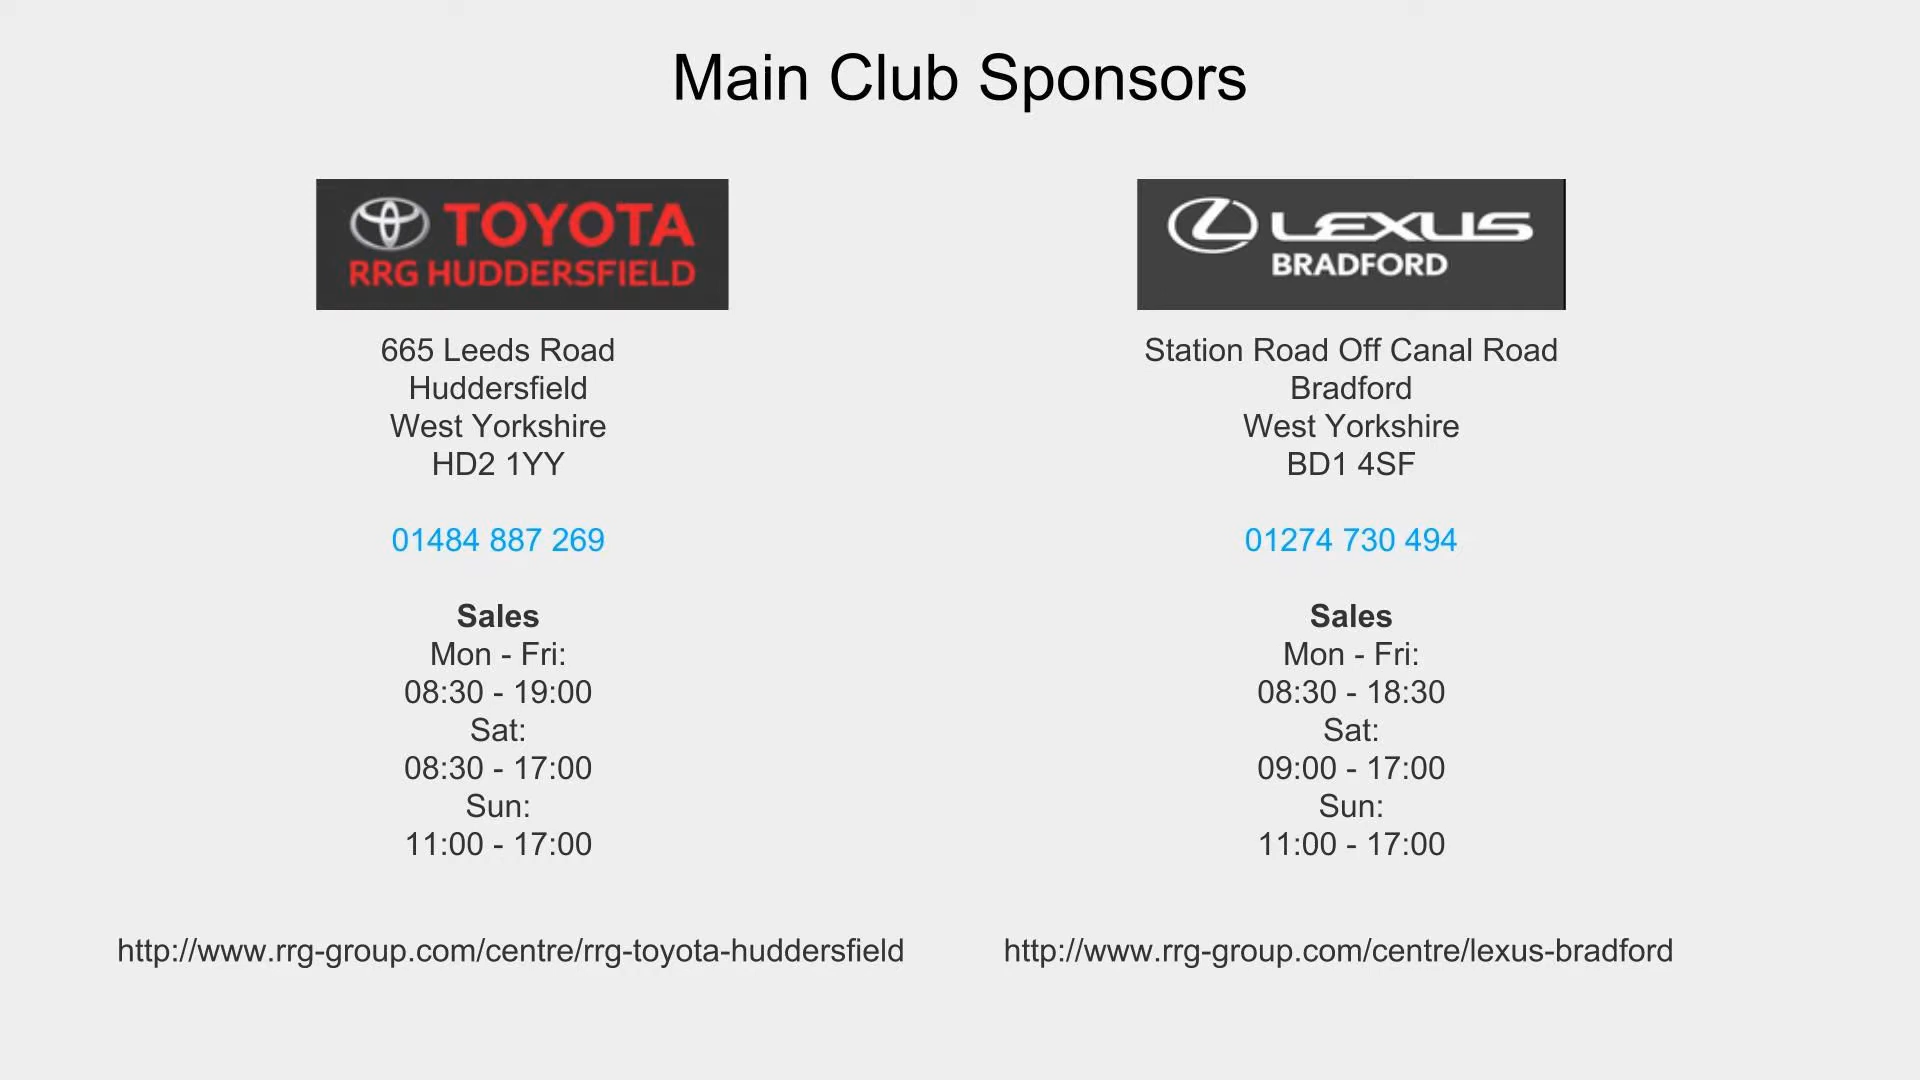 Main Club Sponsors
TOYOTA
RRG HUDDERSFIELD
665 Leeds Road
Huddersfield
West Yorkshire
HD2 1YY
01484 887 269
Sales
Mon - Fri:
08:30 - 19:00
Sat:
08:30 - 17:00
Sun:
11:00 - 17:00
http://www.rrg-group.com/centre/rrg-toyota-huddersfield
LEXUS
BRADFORD
Station Road Off Canal Road
Bradford
West Yorkshire
BD1 4SF
01274 730 494
Sales
Mon - Fri:
08:30 - 18:30
Sat:
09:00 - 17:00
Sun:
11:00 - 17:00
http://www.rrg-group.com/centre/lexus-bradford